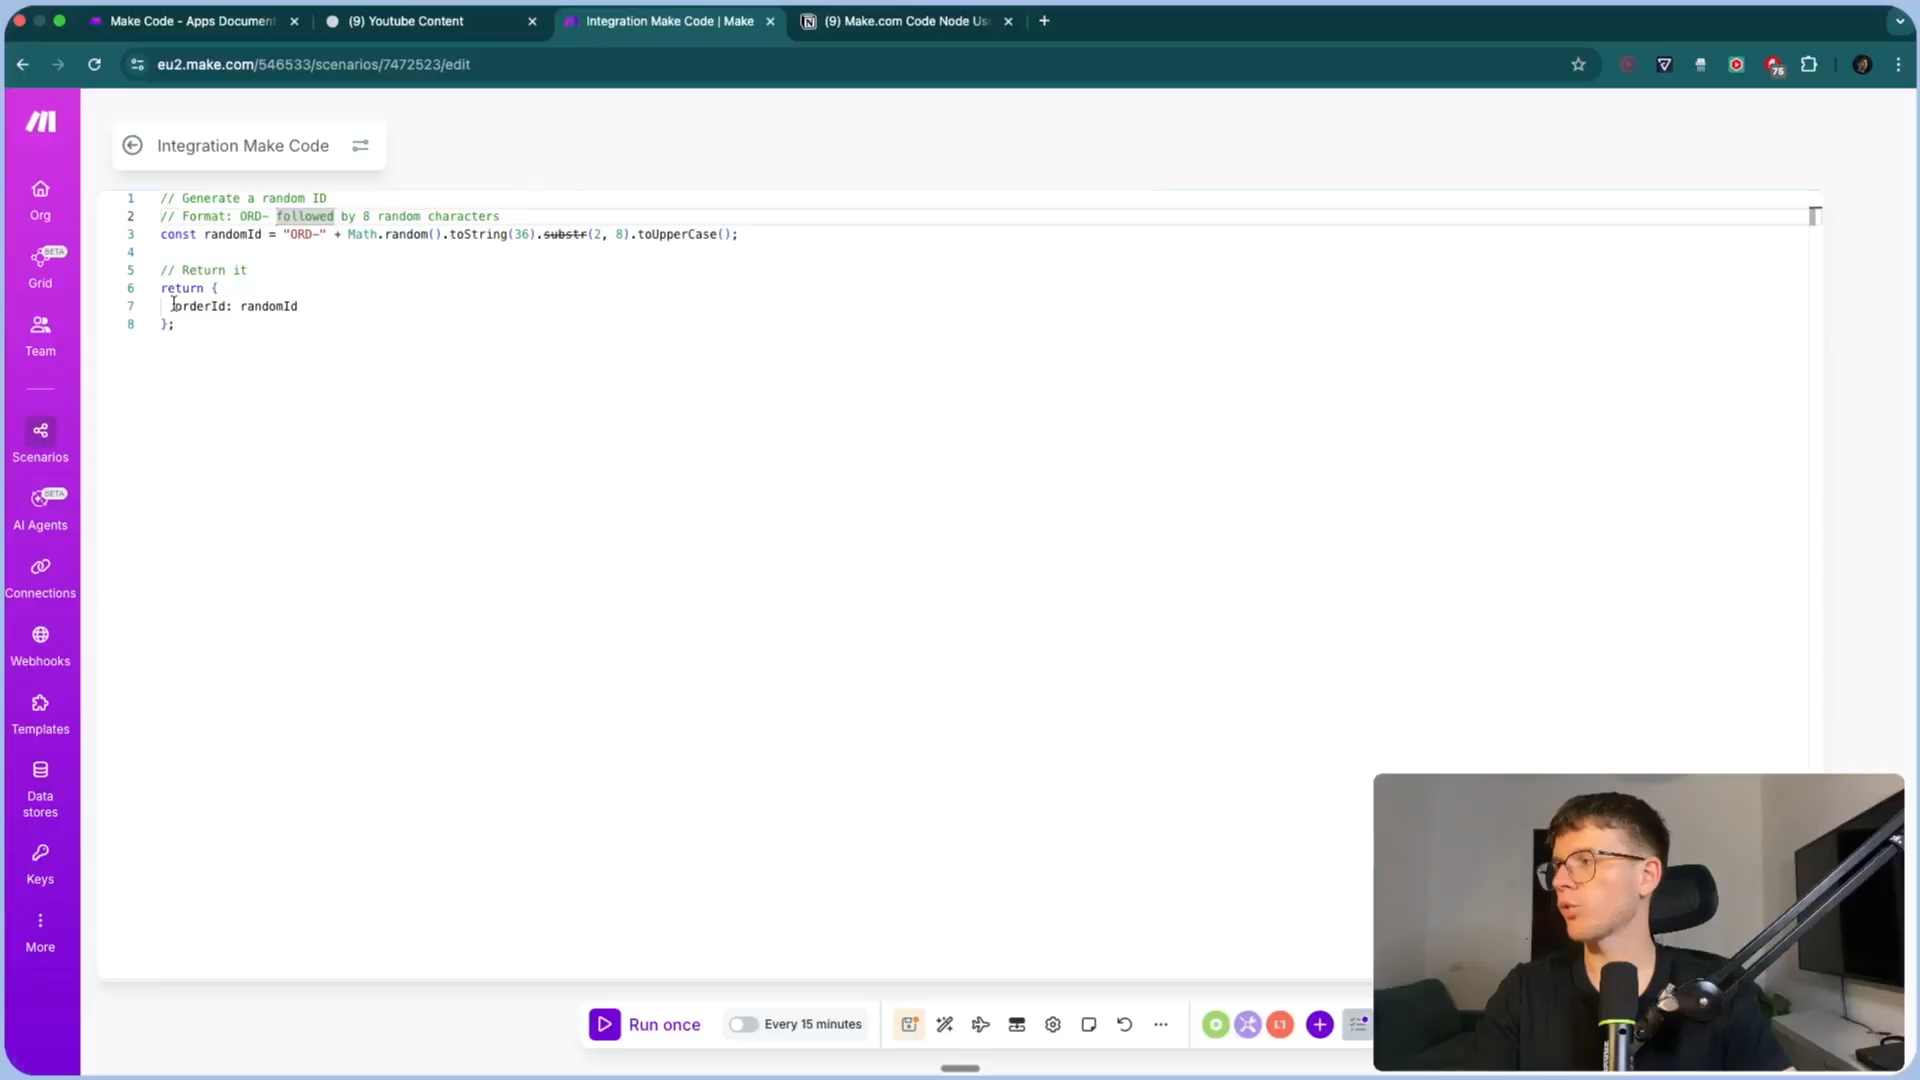 Make Code - Apps Document
(9) Youtube Content
Integration Make Code | Make
(9) Make.com Code Node Us
eu2.make.com/546533/scenarios/7472523/edit
75
Integration Make Code
Org
BETA
Grid
Team
Scenarios
BETA
AI Agents
Connections
Webhooks
Templates
Data
stores
Keys
More
1 // Generate a random ID
2 // Format: ORD- followed by 8 random characters
3 const randomId = "ORD-" + Math.random().toString(36).substr(2, 8).toUpperCase();
4
5 // Return it
6 return {
7 orderId: randomId
8 };
Run once
Every 15 minutes